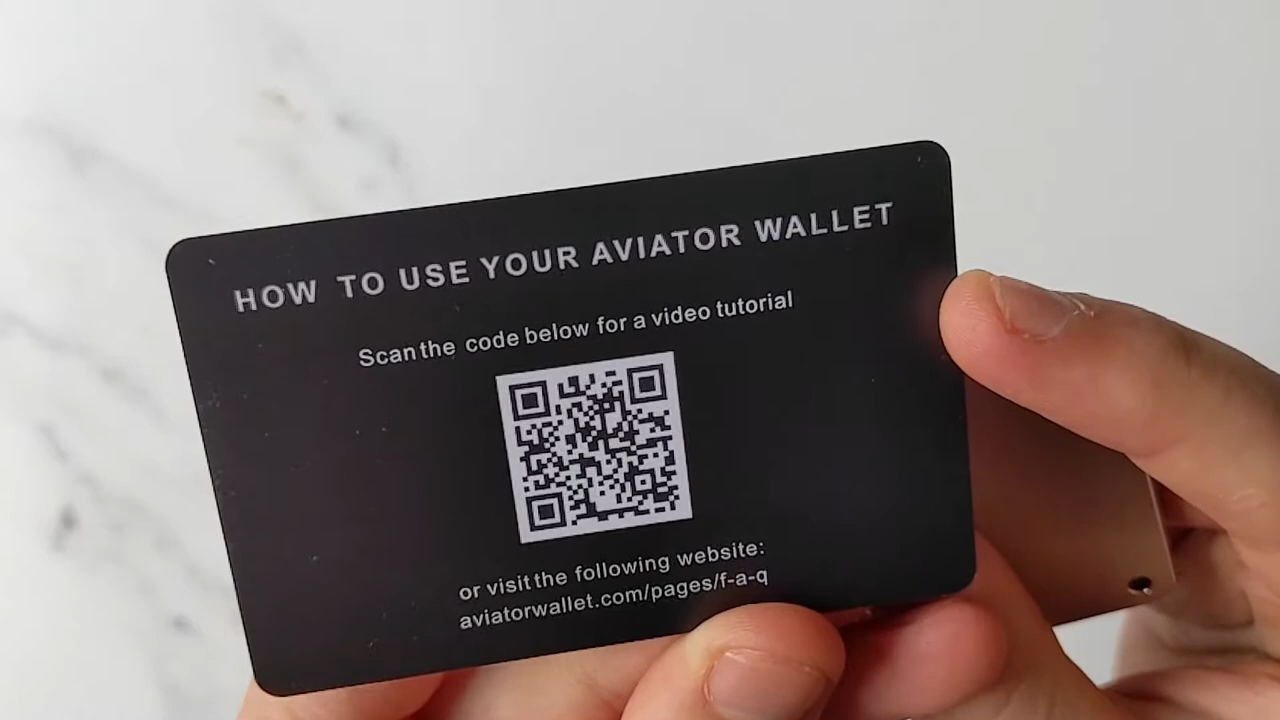 HOW TO USE YOUR AVIATOR WALLET
Scan the code below for a video tutorial
or visit the following website:
aviatorwallet.com/pages/f-a-q